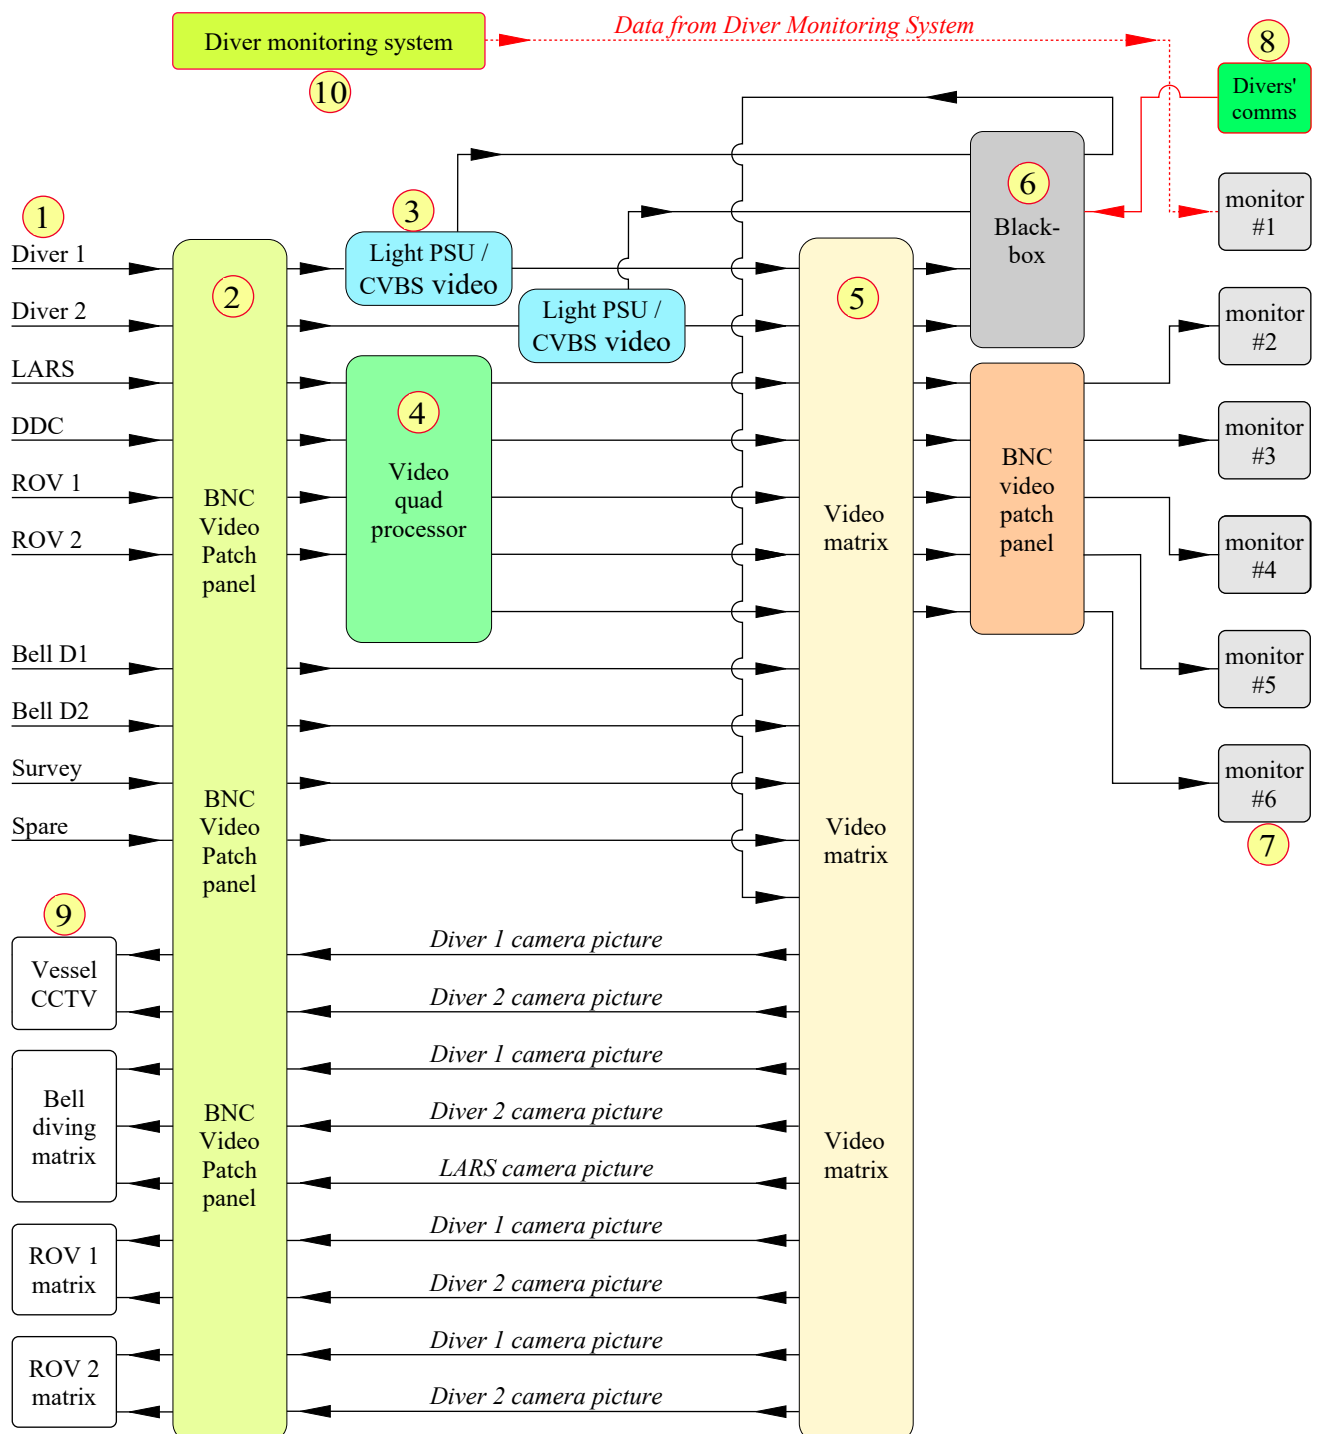 Diver monitoring system
10
Data from Diver Monitoring System
8
Divers'
comms
1
3
6
Black-
box
monitor
#1
Diver 1
2
Light PSU /
CVBS video
5
Diver 2
Light PSU /
CVBS video
monitor
#2
LARS
4
DDC
Video
quad
processor
BNC
video
patch
panel
monitor
#3
ROV 1
BNC
Video
Patch
panel
Video
matrix
ROV 2
monitor
#4
Bell D1
monitor
#5
Bell D2
Survey
monitor
#6
7
Spare
BNC
Video
Patch
panel
Video
matrix
9
Vessel
CCTV
Diver 1 camera picture
Diver 2 camera picture
Bell
diving
matrix
Diver 1 camera picture
Diver 2 camera picture
LARS camera picture
BNC
Video
Patch
panel
Video
matrix
ROV 1
matrix
Diver 1 camera picture
Diver 2 camera picture
ROV 2
matrix
Diver 1 camera picture
Diver 2 camera picture